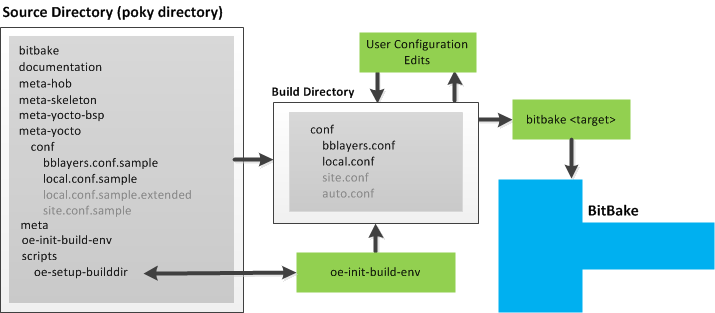 Source Directory (poky directory)
bitbake
documentation
meta-hob
meta-skeleton
meta-yocto-bsp
meta-yocto
conf
bblayers.conf.sample
local.conf.sample
local.conf.sample.extended
site.conf.sample
meta
oe-init-build-env
scripts
oe-setup-builddir
User Configuration
Edits
Build Directory
conf
bblayers.conf
local.conf
site.conf
auto.conf
oe-init-build-env
bitbake <target>
BitBake